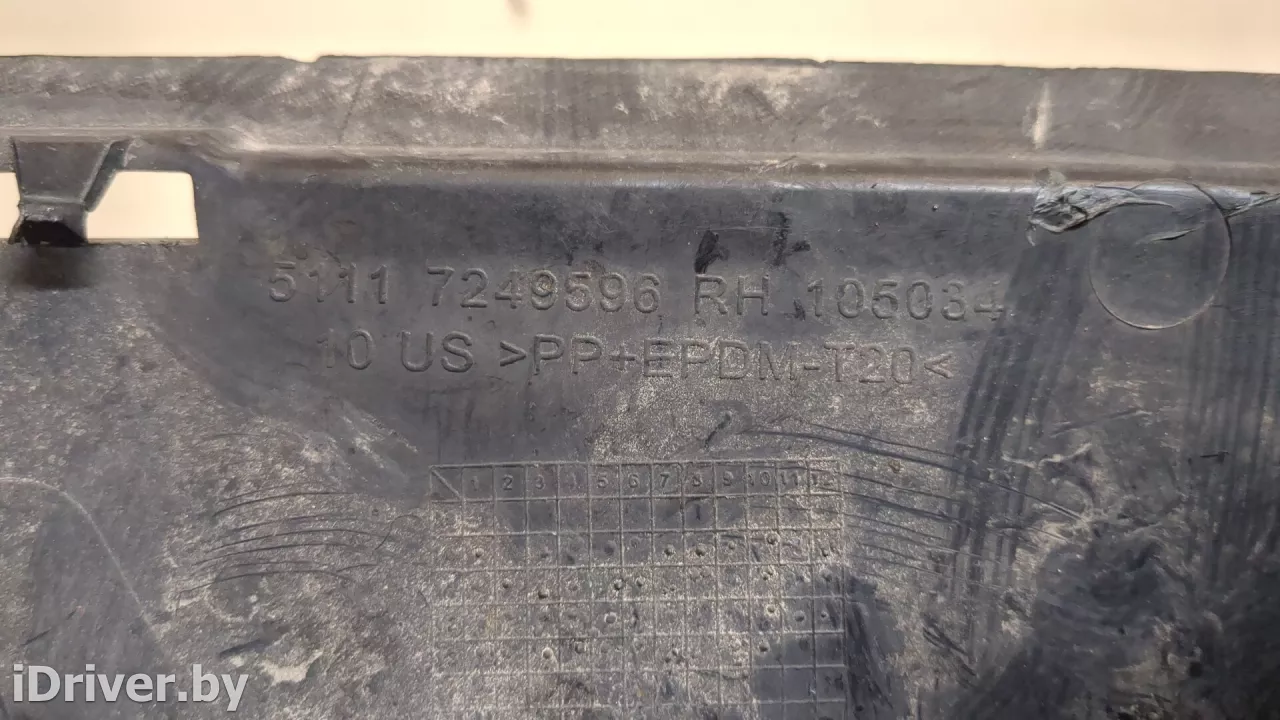 5111 7249596 RH 105034
10 US >PP+EPDM-T20<
1 2 3 4 5 6 7 8 9 10 11 12
iDriver.by